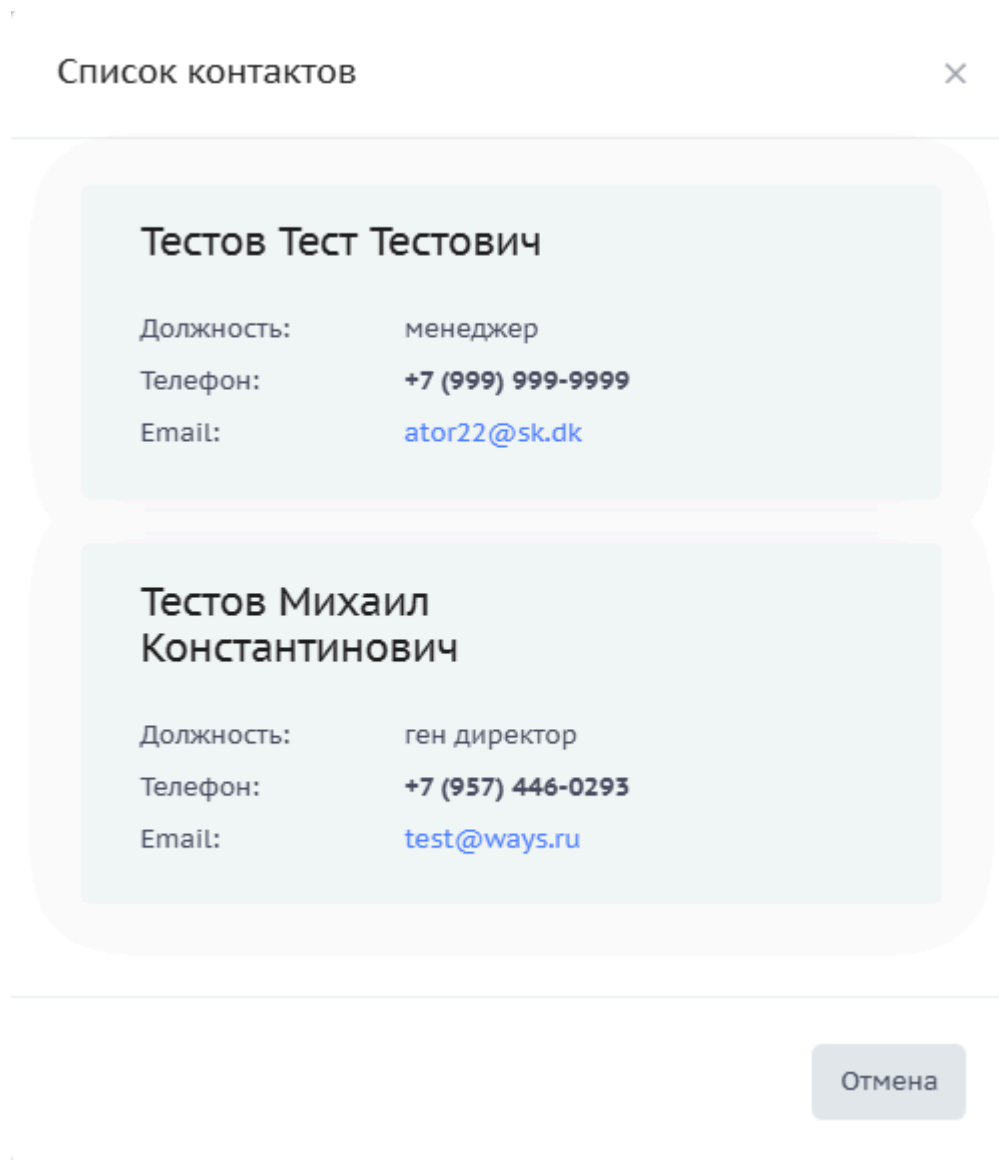 Список контактов
Тестов Тест Тестович
Должность: менеджер
Телефон: +7 (999) 999-9999
Email: ator22@sk.dk
Тестов Михаил
Константинович
Должность: ген директор
Телефон: +7 (957) 446-0293
Email: test@ways.ru
Отмена